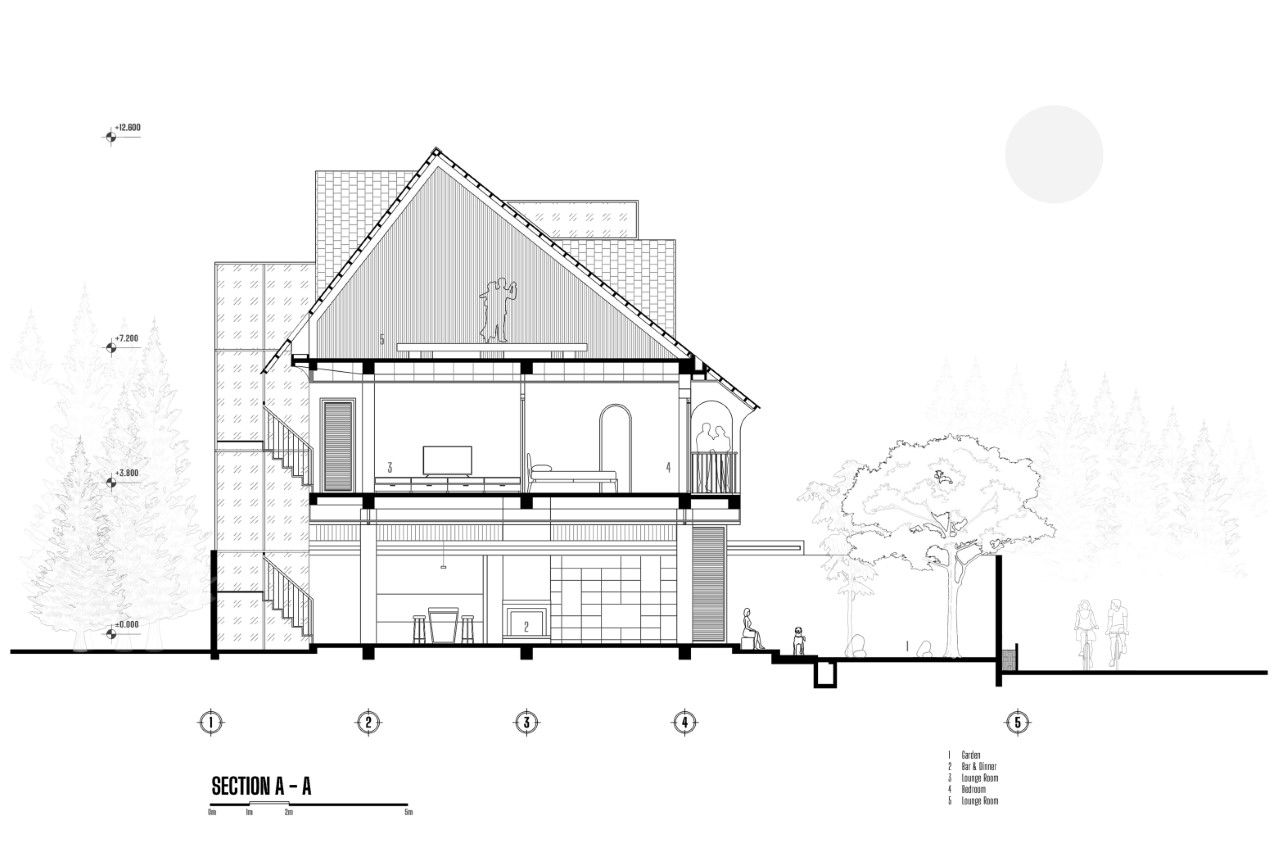 +12.600
+7.200
+3.800
±0.000
5
3
4
2
1
1 2 3 4 5
SECTION A - A
0m 1m 2m 5m
1 Garden
2 Bar & Dinner
3 Lounge Room
4 Bedroom
5 Lounge Room